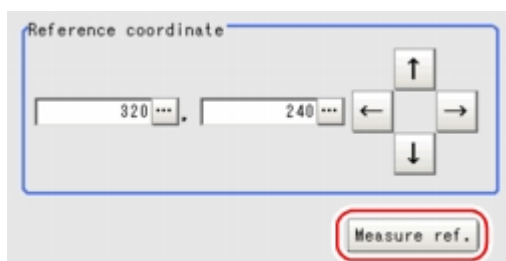 Reference coordinate
320 ... , 240 ... ← ↑ → ↓
Measure ref.